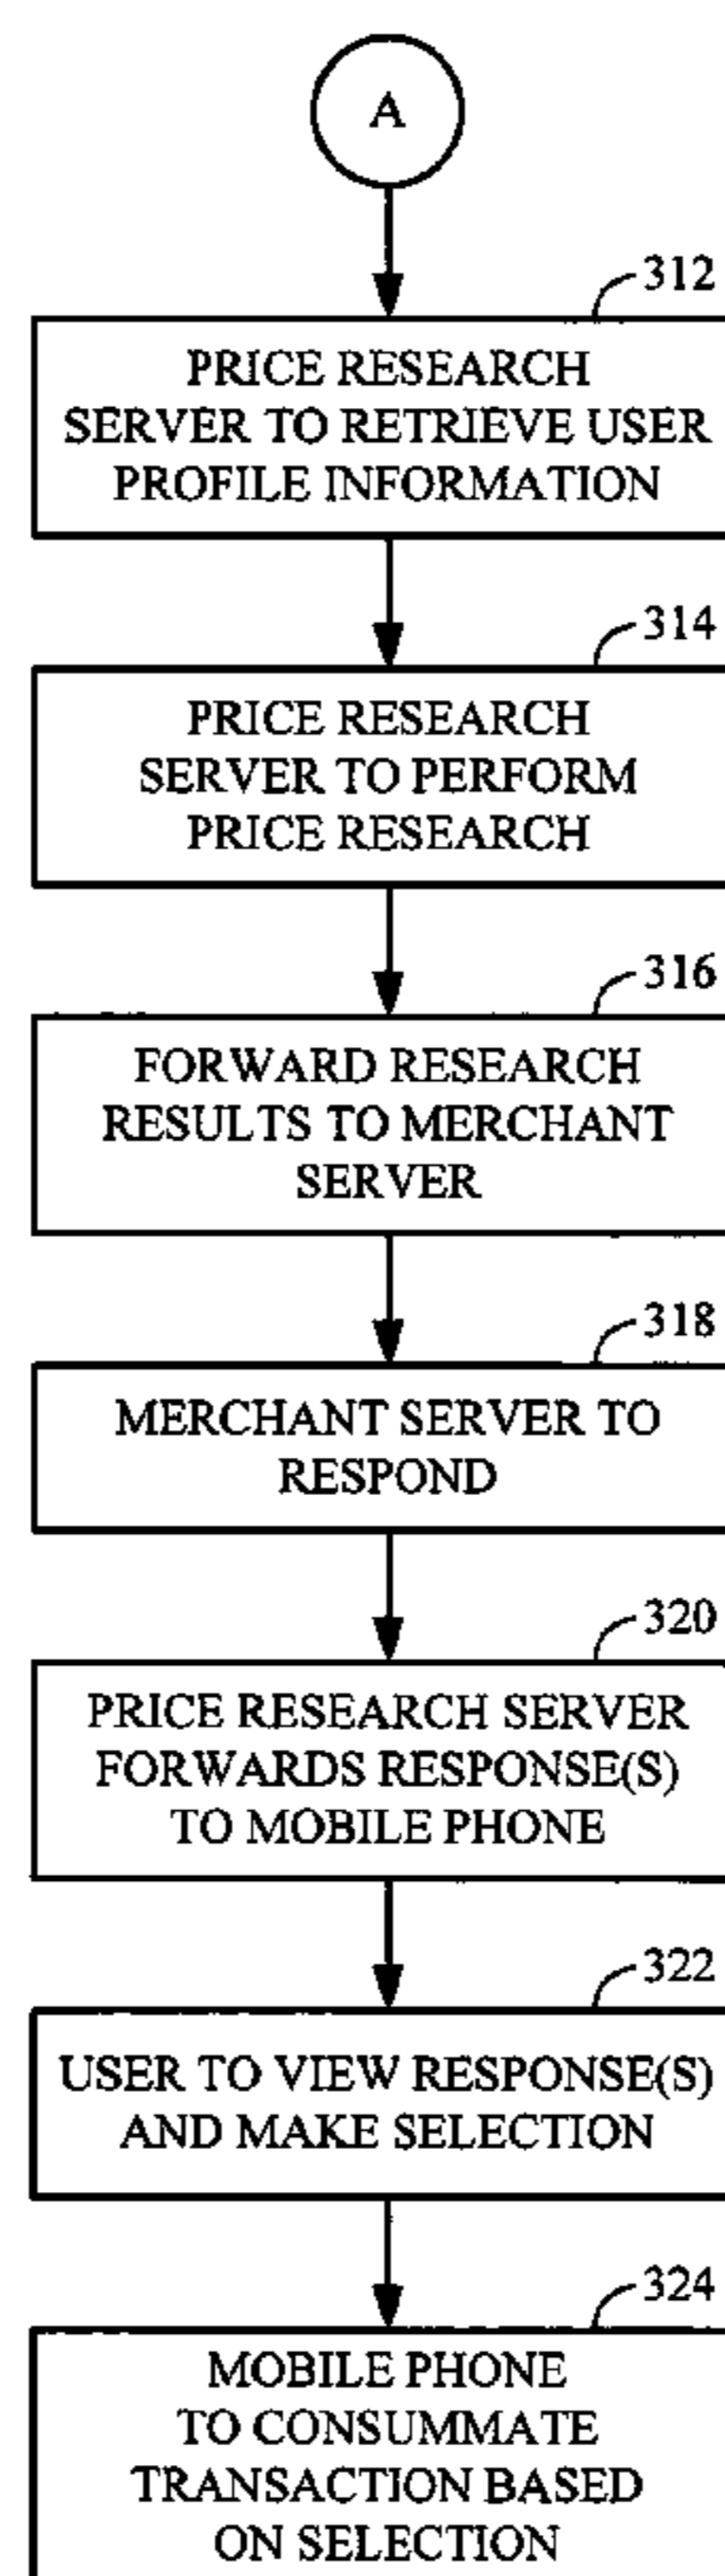 A
312
PRICE RESEARCH
SERVER TO RETRIEVE USER
PROFILE INFORMATION
314
PRICE RESEARCH
SERVER TO PERFORM
PRICE RESEARCH
316
FORWARD RESEARCH
RESULTS TO MERCHANT
SERVER
318
MERCHANT SERVER TO
RESPOND
320
PRICE RESEARCH SERVER
FORWARDS RESPONSE(S)
TO MOBILE PHONE
322
USER TO VIEW RESPONSE(S)
AND MAKE SELECTION
324
MOBILE PHONE
TO CONSUMMATE
TRANSACTION BASED
ON SELECTION